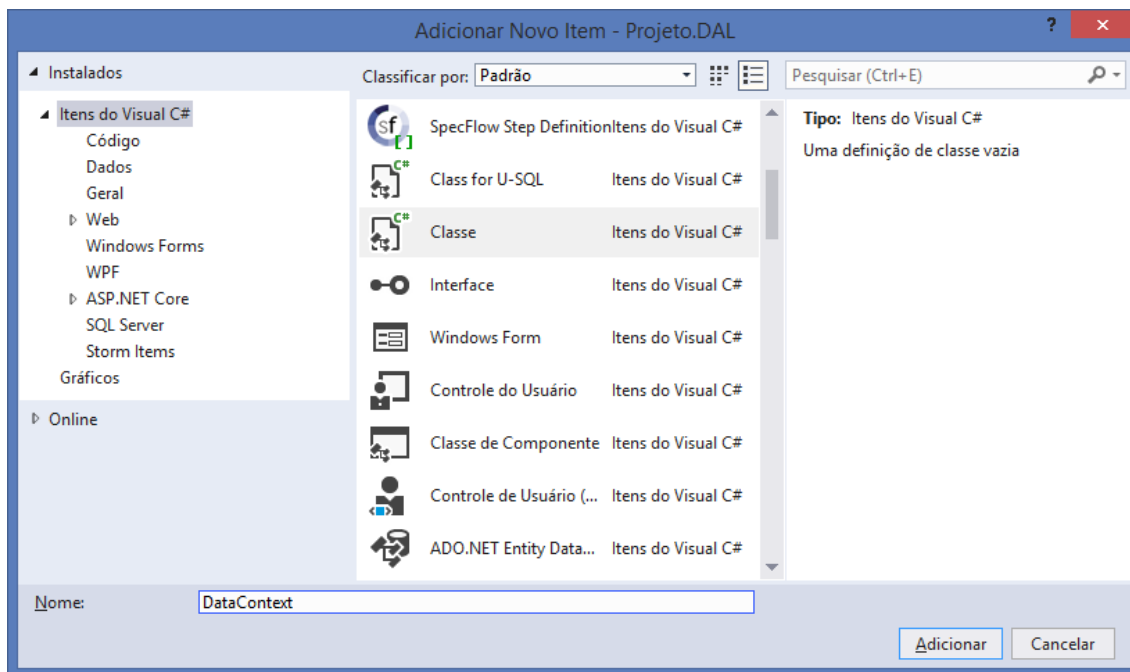 Adicionar Novo Item - Projeto.DAL
?
Instalados
Itens do Visual C#
Código
Dados
Geral
Web
Windows Forms
WPF
ASP.NET Core
SQL Server
Storm Items
Gráficos
Online
Classificar por: Padrão
Pesquisar (Ctrl+E)
sf SpecFlow Step Definition Itens do Visual C#
C# Class for U-SQL Itens do Visual C#
C# Classe Itens do Visual C#
Interface Itens do Visual C#
Windows Form Itens do Visual C#
Controle do Usuário Itens do Visual C#
Classe de Componente Itens do Visual C#
Controle de Usuário (... Itens do Visual C#
ADO.NET Entity Data... Itens do Visual C#
Tipo: Itens do Visual C#
Uma definição de classe vazia
Nome: DataContext
Adicionar
Cancelar